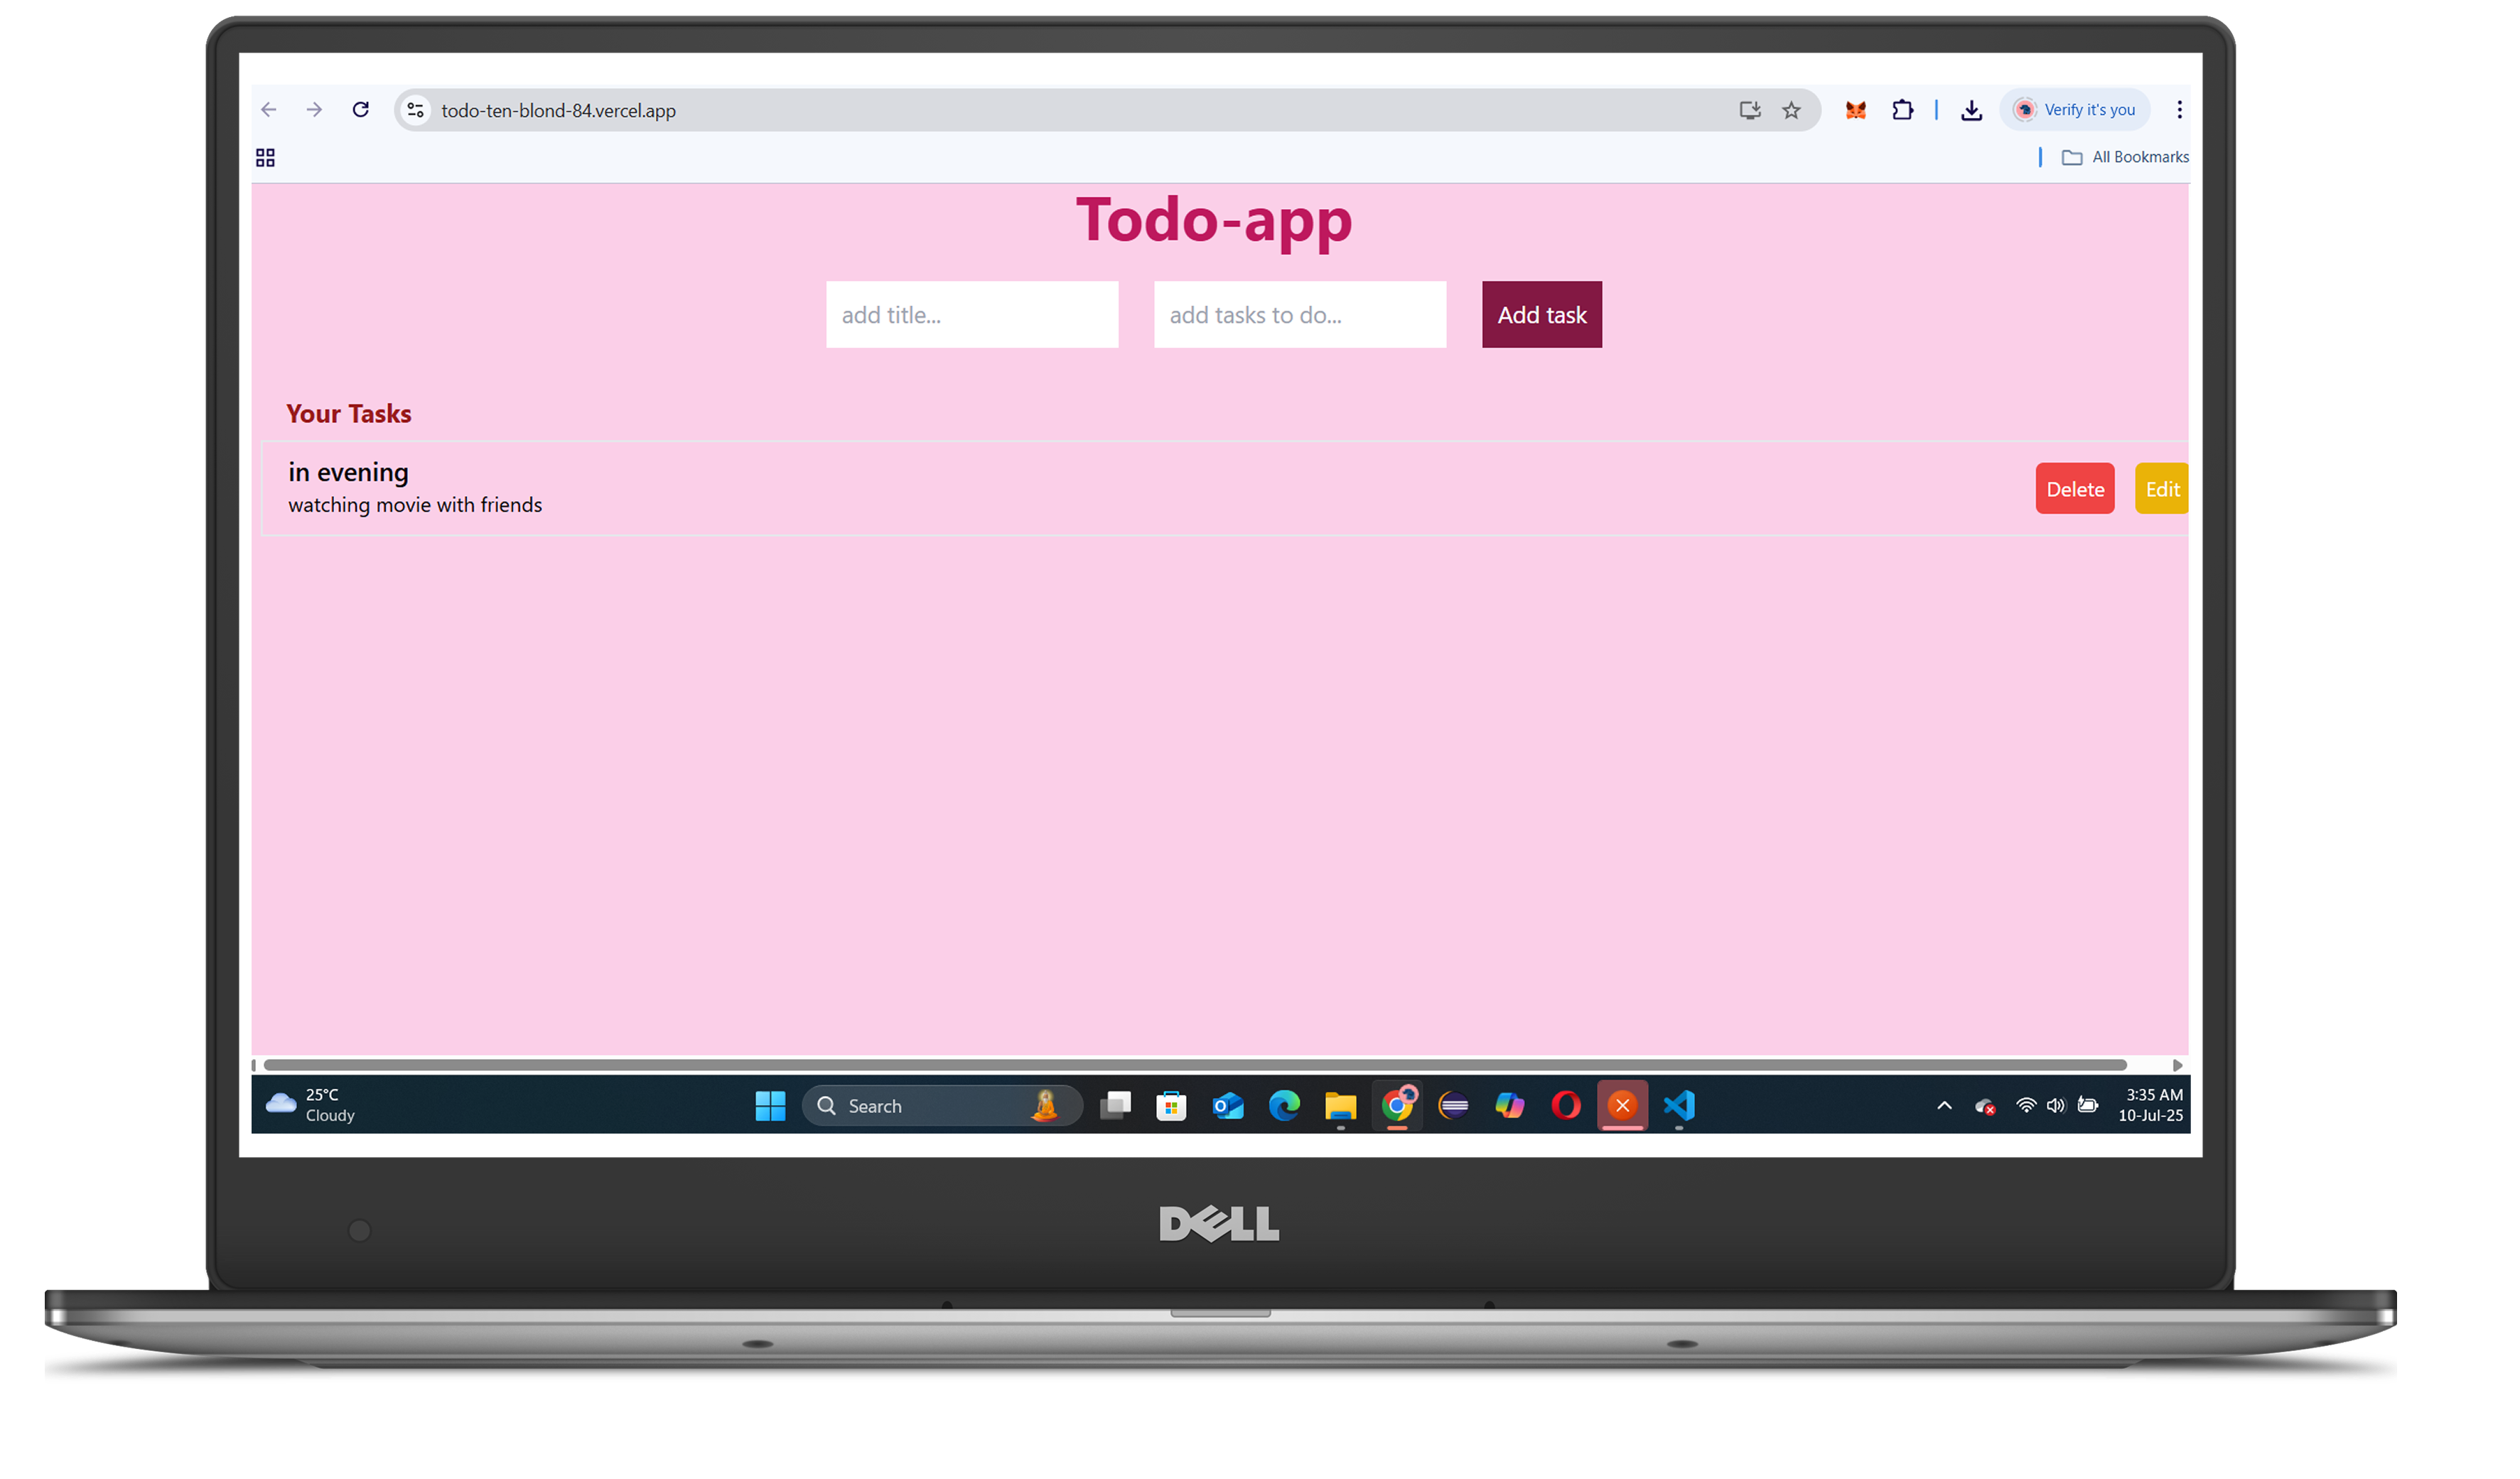 todo-ten-blond-84.vercel.app
Verify it's you
All Bookmarks
Todo-app
add title...
add tasks to do...
Add task
Your Tasks
in evening
watching movie with friends
Delete
Edit
25°C
Cloudy
Search
3:35 AM
10-Jul-25
DELL